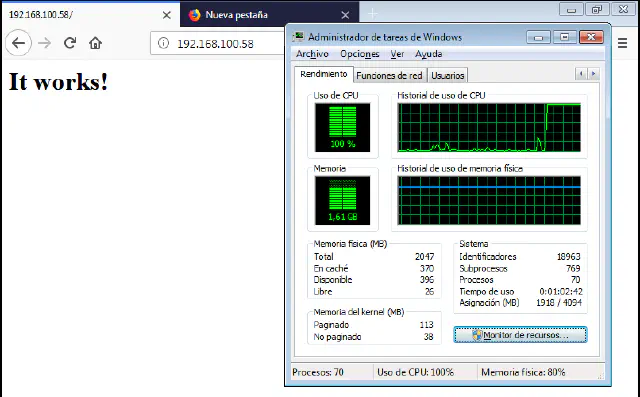 192.168.100.58/
Nueva pestaña
192.168.100.58
It works!
Administrador de tareas de Windows
Archivo Opciones Ver Ayuda
Rendimiento Funciones de red Usuarios
Uso de CPU Historial de uso de CPU
100 %
Memoria Historial de uso de memoria física
1,61 GB
Memoria física (MB)
Total 2047
En caché 370
Disponible 396
Libre 26
Sistema
Identificadores 18963
Subprocesos 769
Procesos 70
Tiempo de uso 0:01:02:42
Asignación (MB) 1918 / 4094
Memoria del kernel (MB)
Paginado 113
No paginado 38
Monitor de recursos...
Procesos: 70 Uso de CPU: 100% Memoria física: 80%